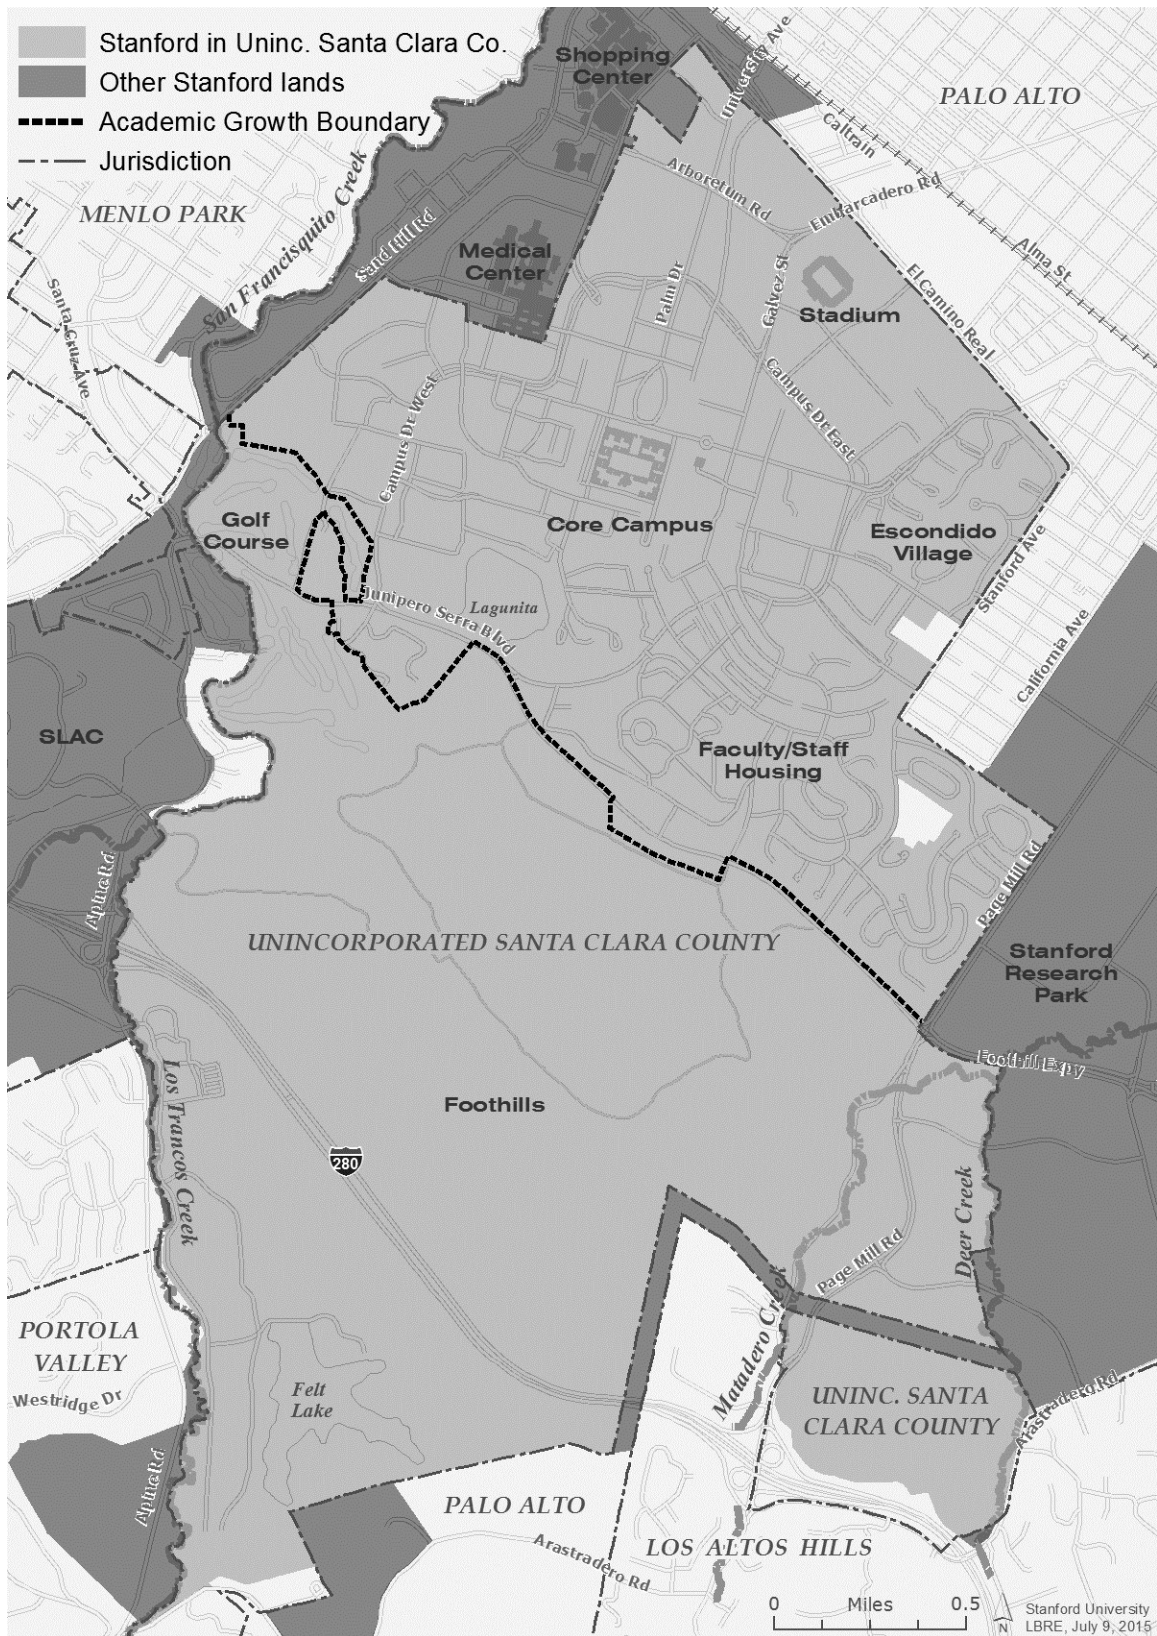 Stanford in Uninc. Santa Clara Co.
Other Stanford lands
Academic Growth Boundary
Jurisdiction
Shopping
Center
University Ave
PALO ALTO
Caltrain
MENLO PARK
San Francisquito Creek
Sand Hill Rd
Arboretum Rd
Embarcadero Rd
Alma St
Medical
Center
Palm Dr
Galvez St
Stadium
El Camino Real
Santa Cruz Ave
Campus Dr West
Campus Dr East
Golf
Course
Core Campus
Escondido
Village
Stanford Ave
California Ave
Junipero Serra Blvd
Lagunita
SLAC
Faculty/Staff
Housing
Alpine Rd
Page Mill Rd
UNINCORPORATED SANTA CLARA COUNTY
Stanford
Research
Park
Foothill Expy
Los Trancos Creek
Foothills
280
Deer Creek
Page Mill Rd
Matadero Creek
PORTOLA
VALLEY
Westridge Dr
Felt
Lake
UNINC. SANTA
CLARA COUNTY
Arastradero Rd
Alpine Rd
PALO ALTO
Arastradero Rd
LOS ALTOS HILLS
0 Miles 0.5
N
Stanford University
LBRE, July 9, 2015